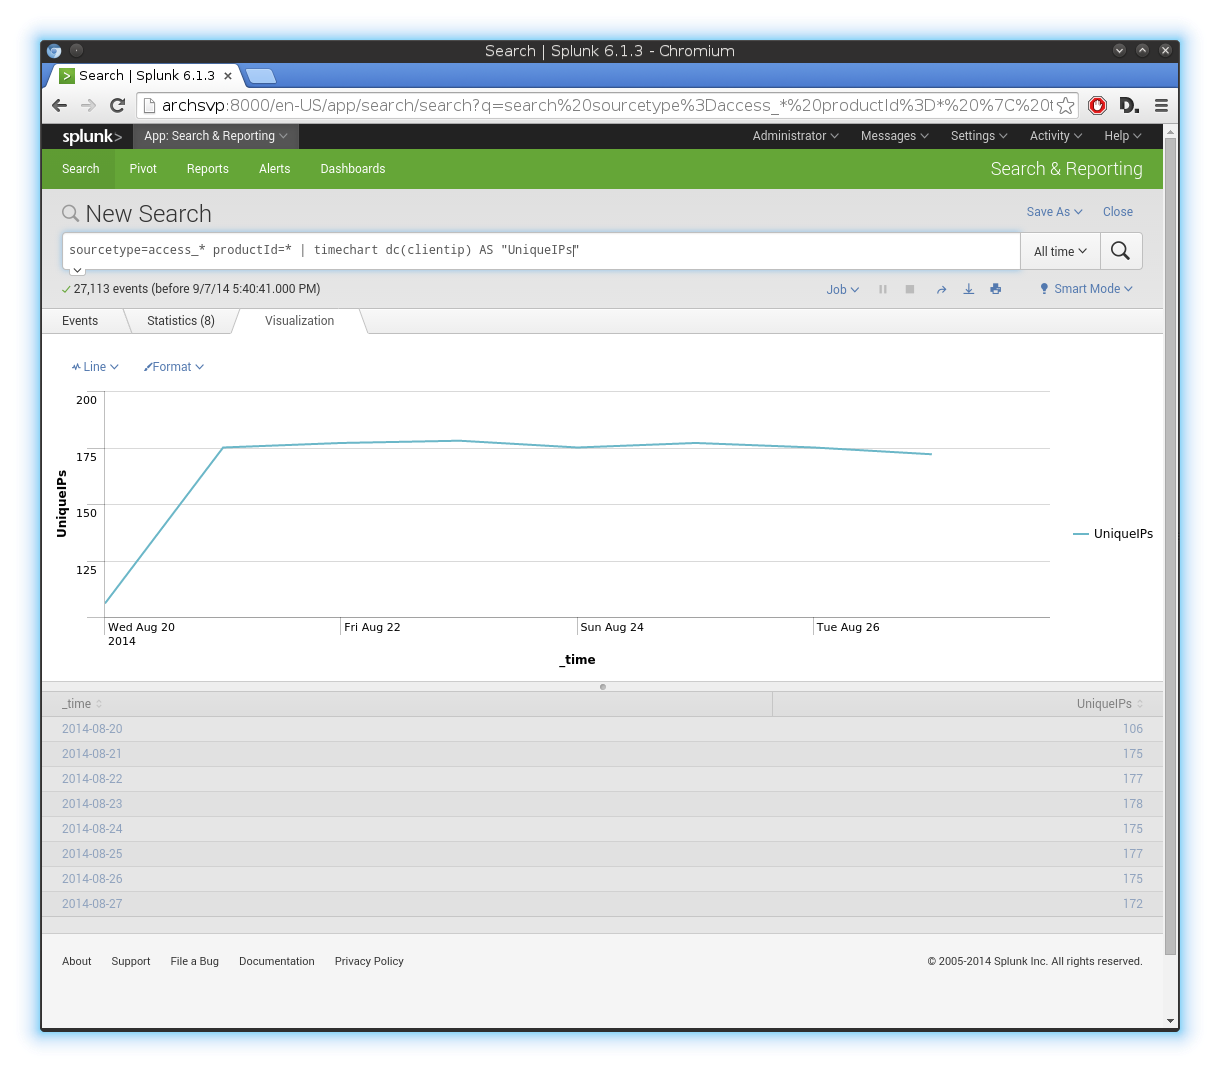 Search | Splunk 6.1.3 - Chromium
Search | Splunk 6.1.3 ×
archsvp:8000/en-US/app/search/search?q=search%20sourcetype%3Daccess_*%20productId%3D*%20%7C%20t
D.
splunk> App: Search & Reporting Administrator Messages Settings Activity Help
Search Pivot Reports Alerts Dashboards Search & Reporting
New Search Save As Close
sourcetype=access_* productId=* | timechart dc(clientip) AS "UniqueIPs" All time
27,113 events (before 9/7/14 5:40:41.000 PM) Job Smart Mode
Events Statistics (8) Visualization
Line Format
200
175
150
125
UniqueIPs
UniqueIPs
Wed Aug 20 Fri Aug 22 Sun Aug 24 Tue Aug 26
2014
_time
_time UniqueIPs
2014-08-20 106
2014-08-21 175
2014-08-22 177
2014-08-23 178
2014-08-24 175
2014-08-25 177
2014-08-26 175
2014-08-27 172
About Support File a Bug Documentation Privacy Policy © 2005-2014 Splunk Inc. All rights reserved.